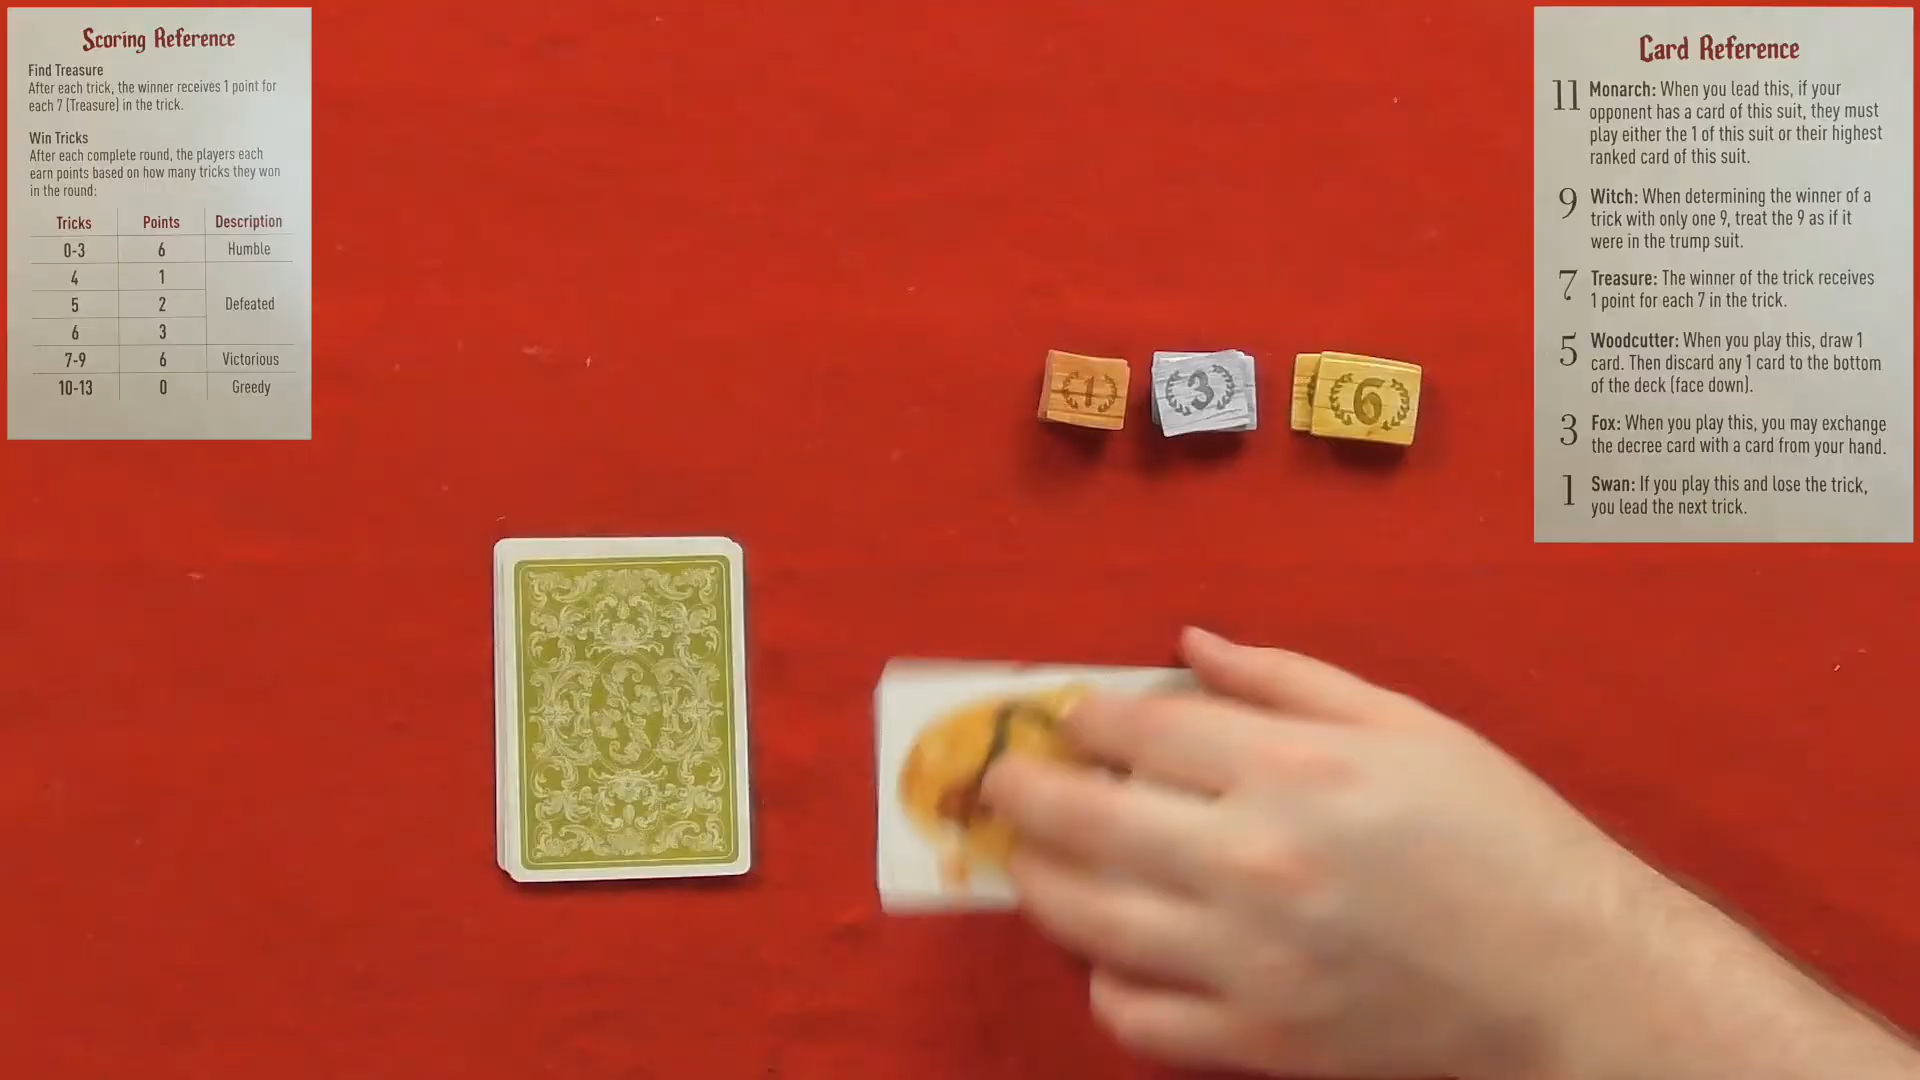 Scoring Reference
Find Treasure
After each trick, the winner receives 1 point for
each 7 (Treasure) in the trick.
Win Tricks
After each complete round, the players each
earn points based on how many tricks they won
in the round:
Tricks Points Description
0-3 6 Humble
4 1
5 2 Defeated
6 3
7-9 6 Victorious
10-13 0 Greedy
1 3 6
Card Reference
11 Monarch: When you lead this, if your
opponent has a card of this suit, they must
play either the 1 of this suit or their highest
ranked card of this suit.
9 Witch: When determining the winner of a
trick with only one 9, treat the 9 as if it
were in the trump suit.
7 Treasure: The winner of the trick receives
1 point for each 7 in the trick.
5 Woodcutter: When you play this, draw 1
card. Then discard any 1 card to the bottom
of the deck (face down).
3 Fox: When you play this, you may exchange
the decree card with a card from your hand.
1 Swan: If you play this and lose the trick,
you lead the next trick.